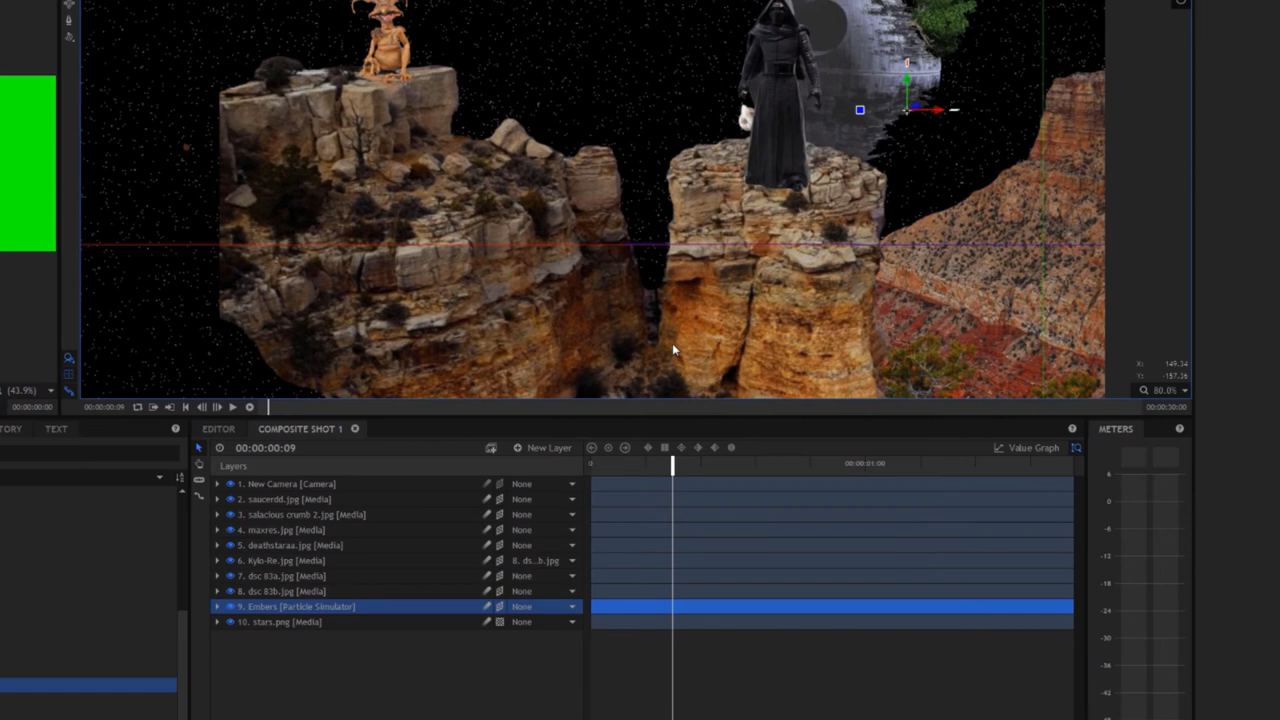 X: 149.34
Y: -157.36
(43.9%)
80.0%
00:00:00:00
00:00:00:09
00:00:30:00
TORY
TEXT
EDITOR
COMPOSITE SHOT 1
METERS
00:00:00:09
New Layer
Value Graph
Layers
0
00:00:01:00
1. New Camera [Camera]
None
2. saucerdd.jpg [Media]
None
3. salacious crumb 2.jpg [Media]
None
4. maxres.jpg [Media]
None
5. deathstaraa.jpg [Media]
None
6. Kylo-Re.jpg [Media]
8. ds...b.jpg
7. dsc 83a.jpg [Media]
None
8. dsc 83b.jpg [Media]
None
9. Embers [Particle Simulator]
None
10. stars.png [Media]
None
6
0
-6
-12
-18
-24
-30
-36
-42